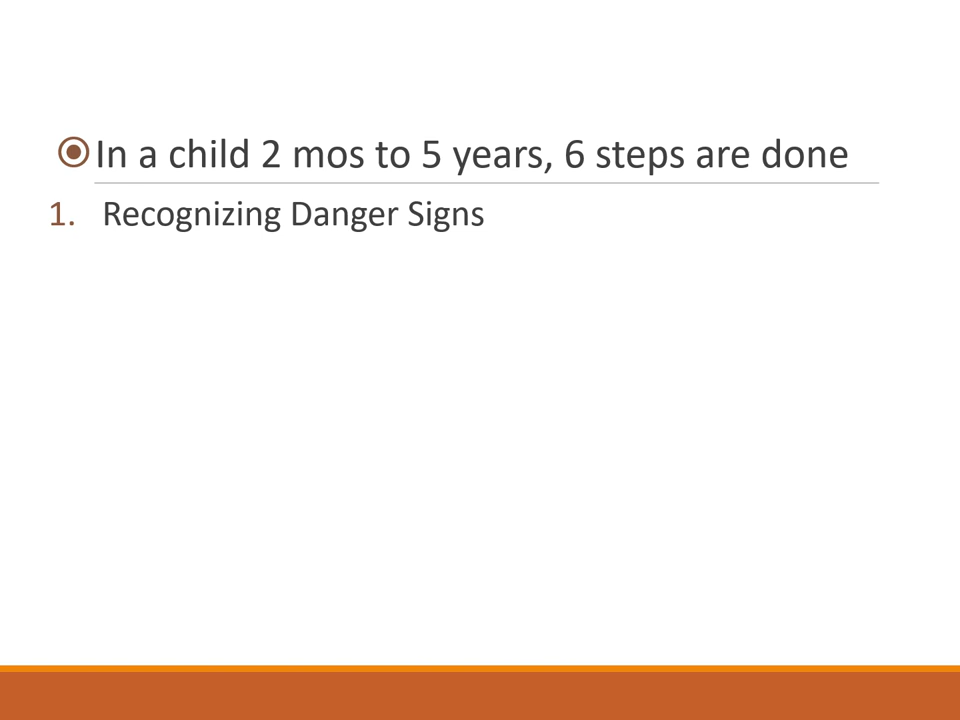 In a child 2 mos to 5 years, 6 steps are done
1. Recognizing Danger Signs